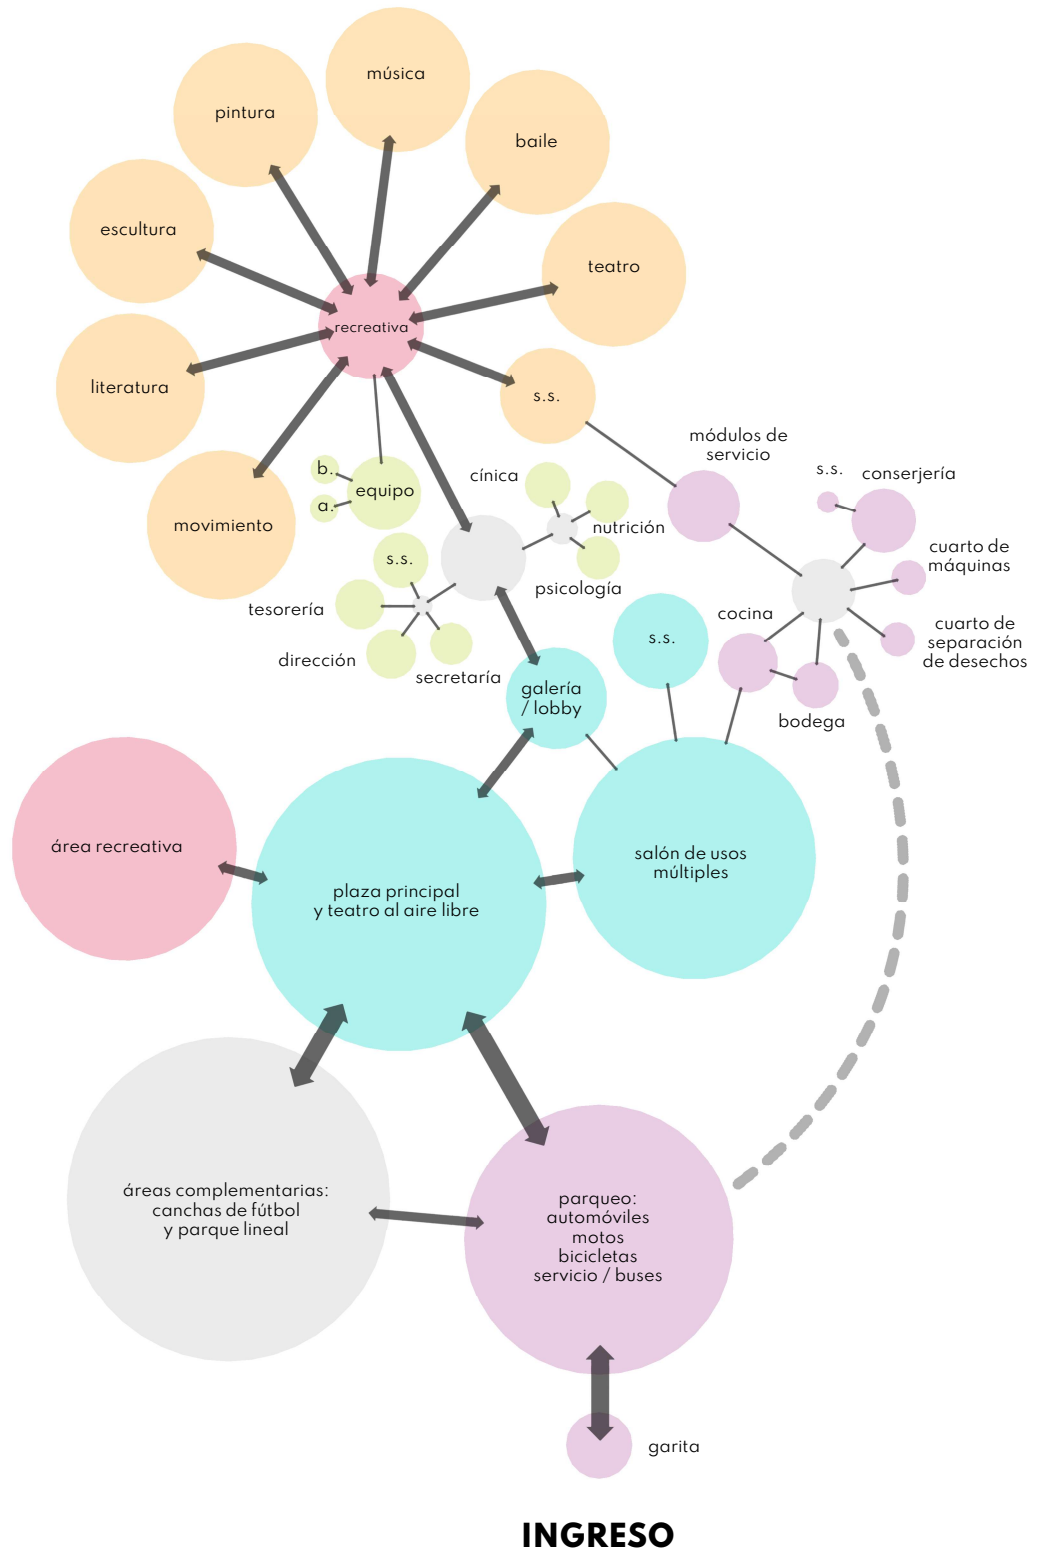 música
pintura
baile
escultura
teatro
recreativa
literatura
s.s.
módulos de
servicio
b.
cínica
s.s.
conserjería
equipo
a.
nutrición
movimiento
cuarto de
máquinas
s.s.
psicología
tesorería
cocina
cuarto de
separación
de desechos
s.s.
dirección
secretaría
galería
/ lobby
bodega
área recreativa
salón de usos
múltiples
plaza principal
y teatro al aire libre
áreas complementarias:
canchas de fútbol
y parque lineal
parqueo:
automóviles
motos
bicicletas
servicio / buses
garita
INGRESO